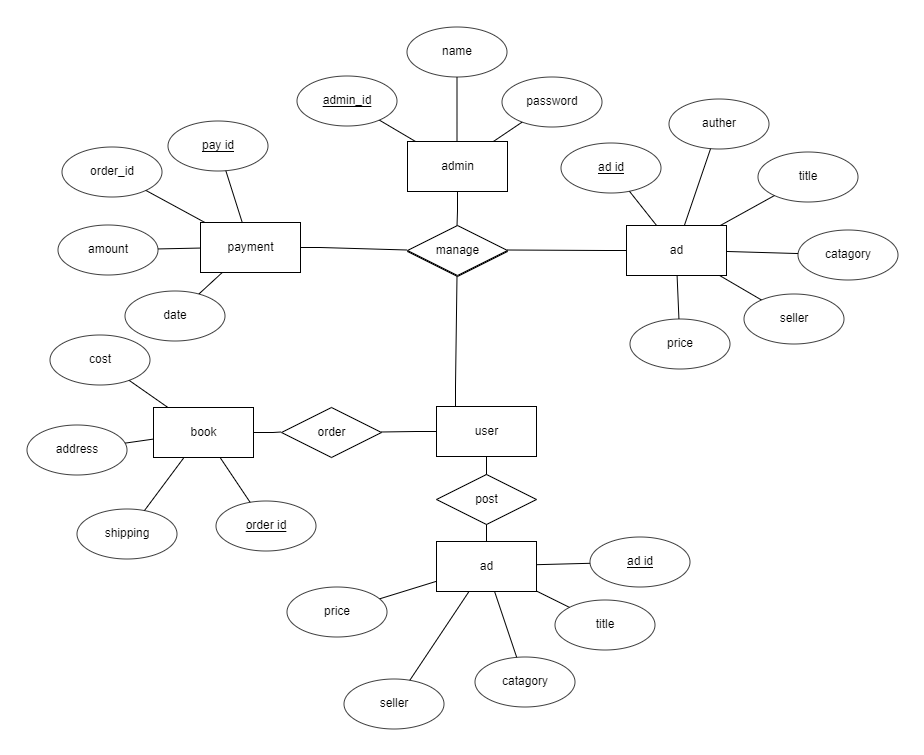 name
admin_id
password
auther
pay id
admin
ad id
order_id
title
amount
payment
manage
ad
catagory
date
seller
price
cost
book
order
user
address
post
shipping
order id
ad
ad id
price
title
catagory
seller